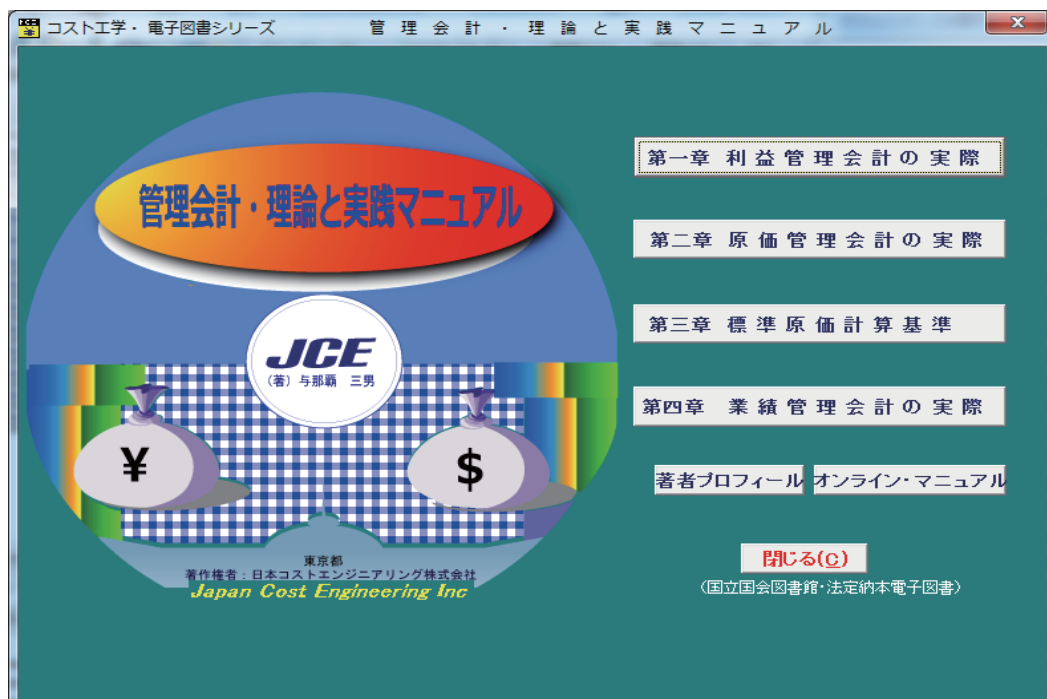 コスト工学・電子図書シリーズ 管理会計・理論と実践マニュアル
管理会計・理論と実践マニュアル
JCE
(著) 与那覇 三男
¥
$
東京都
著作権者:日本コストエンジニアリング株式会社
Japan Cost Engineering Inc
第一章 利益管理会計の実際
第二章 原価管理会計の実際
第三章 標準原価計算基準
第四章 業績管理会計の実際
著者プロフィール オンライン・マニュアル
閉じる(C)
(国立国会図書館・法定納本電子図書)